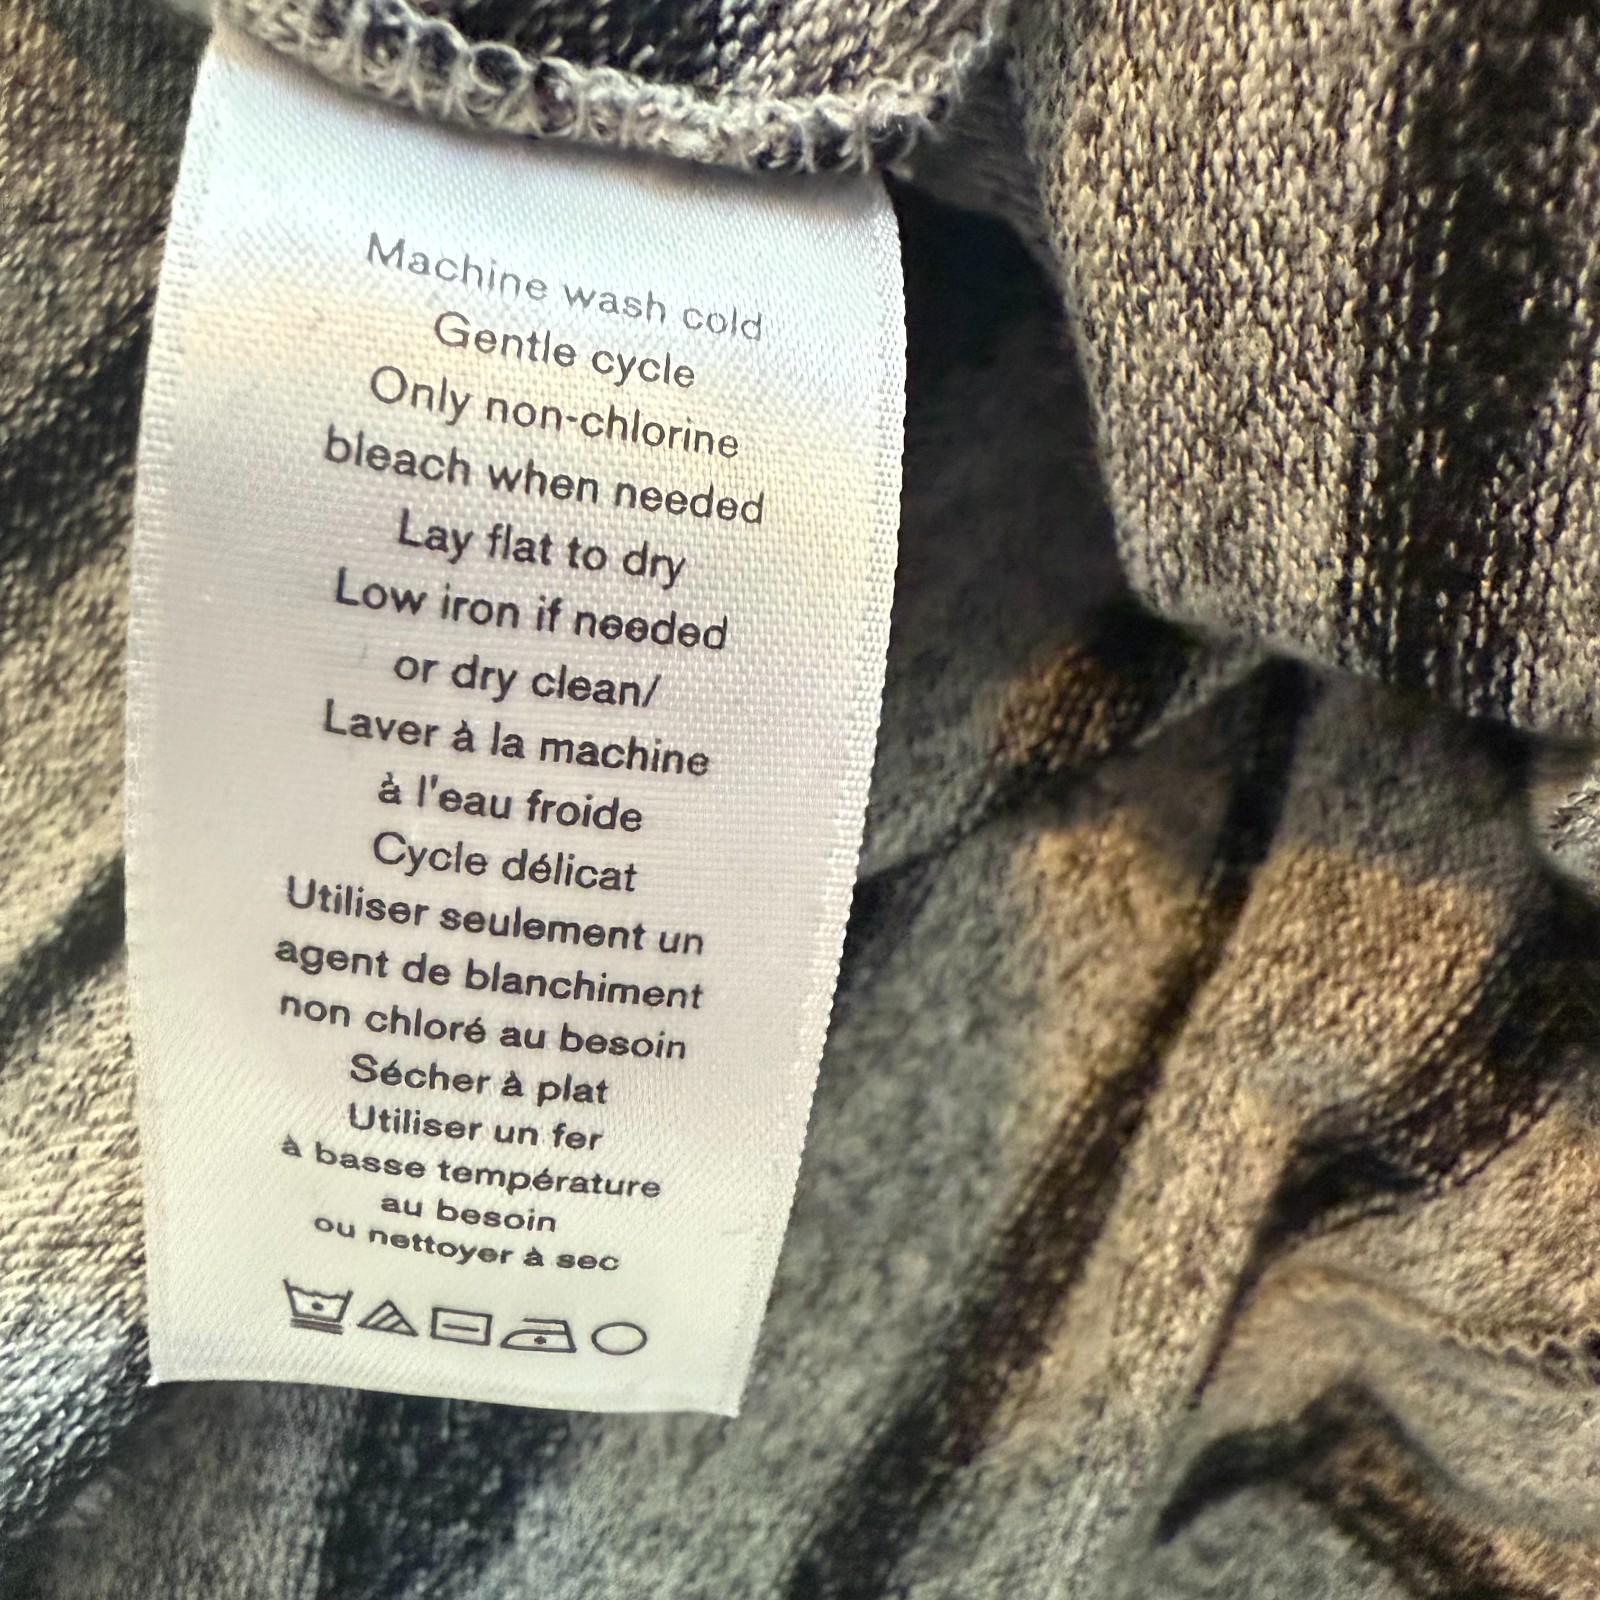 Machine wash cold
Gentle cycle
Only non-chlorine
bleach when needed
Lay flat to dry
Low iron if needed
or dry clean/
Laver à la machine
à l'eau froide
Cycle délicat
Utiliser seulement un
agent de blanchiment
non chloré au besoin
Sécher à plat
Utiliser un fer
à basse température
au besoin
ou nettoyer à sec